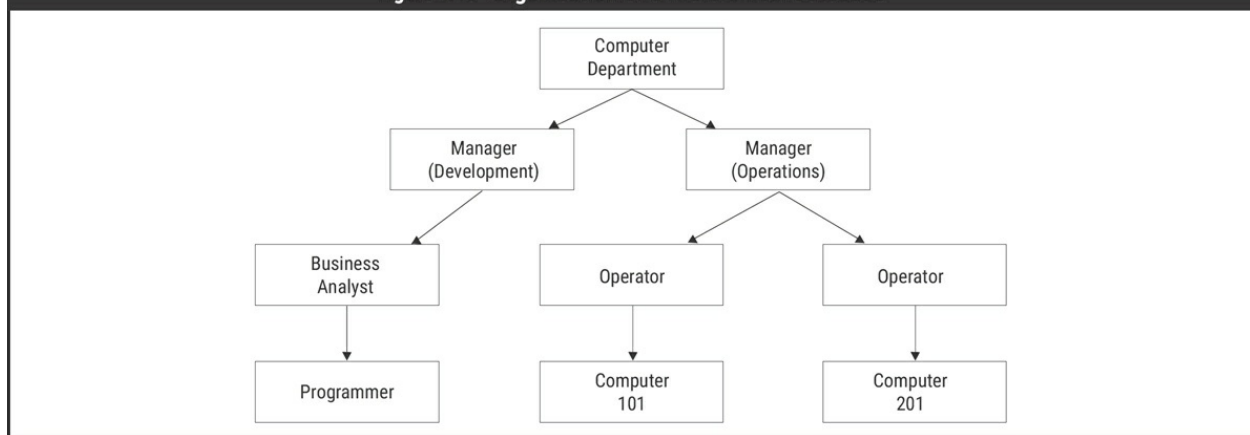 Computer
Department
Manager
(Development)
Manager
(Operations)
Business
Analyst
Operator
Operator
Programmer
Computer
101
Computer
201